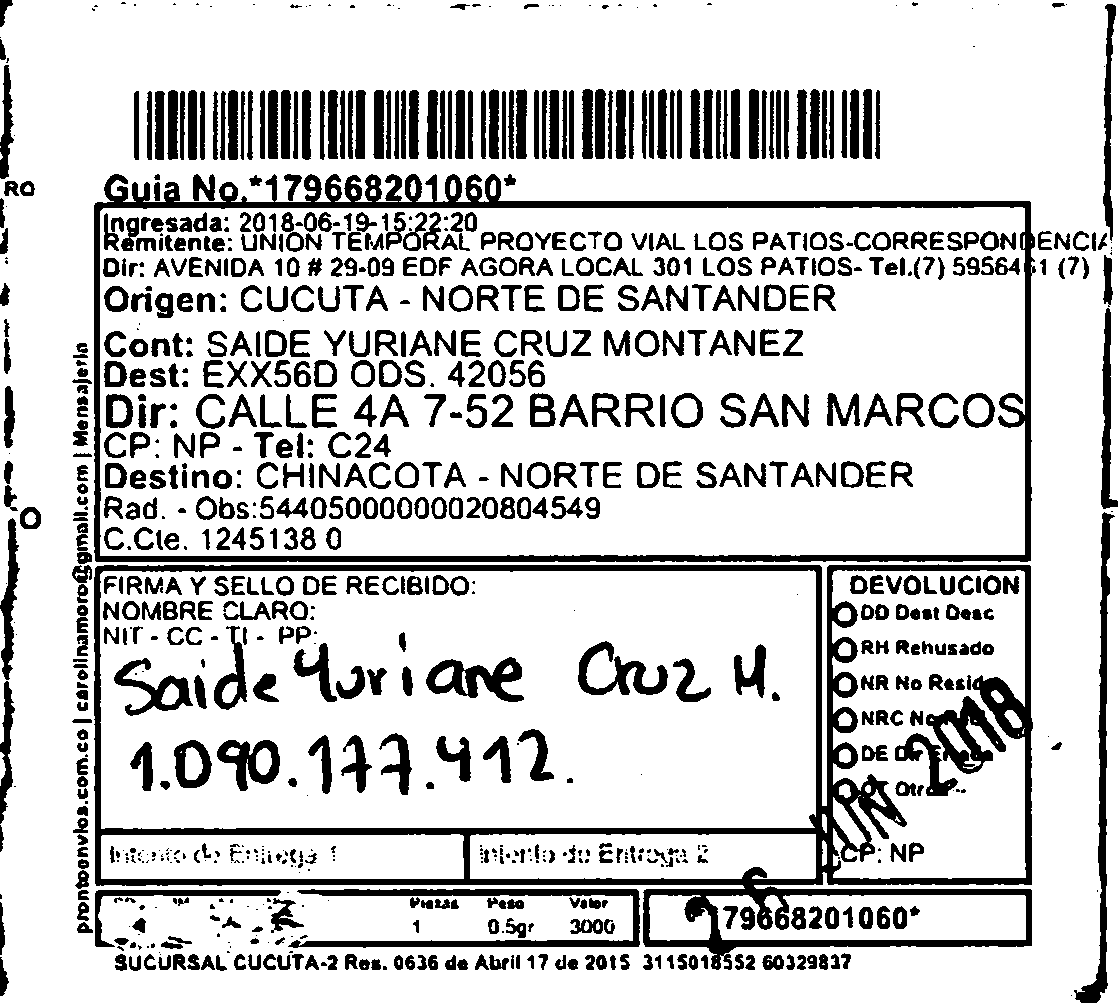 RO
Guia No.*179668201060*
Ingresada: 2018-06-19-15:22:20
Remitente: UNION TEMPORAL PROYECTO VIAL LOS PATIOS-CORRESPONDENCIA
Dir: AVENIDA 10 # 29-09 EDF AGORA LOCAL 301 LOS PATIOS- Tel.(7) 5956461 (7)
Origen: CUCUTA - NORTE DE SANTANDER
Cont: SAIDE YURIANE CRUZ MONTANEZ
Dest: EXX56D ODS. 42056
Dir: CALLE 4A 7-52 BARRIO SAN MARCOS
CP: NP - Tel: C24
Destino: CHINACOTA - NORTE DE SANTANDER
Rad. - Obs:54405000000020804549
C.Cte. 1245138 0
O
prontoenvios.com.co | carolinamoro@gmail.com | Mensajerin
FIRMA Y SELLO DE RECIBIDO:
NOMBRE CLARO:
NIT - CC - TI - PP:
Saide Yuriane Cruz M.
1.090.177.412.
DEVOLUCION
DD Dest Desc
RH Rehusado
NR No Resid
NRC No
DE Dir Errada
OT Otros
JUN 2018
CP: NP
Intento de Entrega 1
Intento de Entrega 2
Piezas Peso Valor
1 0.5gr 3000
179668201060*
SUCURSAL CUCUTA-2 Res. 0636 de Abril 17 de 2015 3115018552 60329837